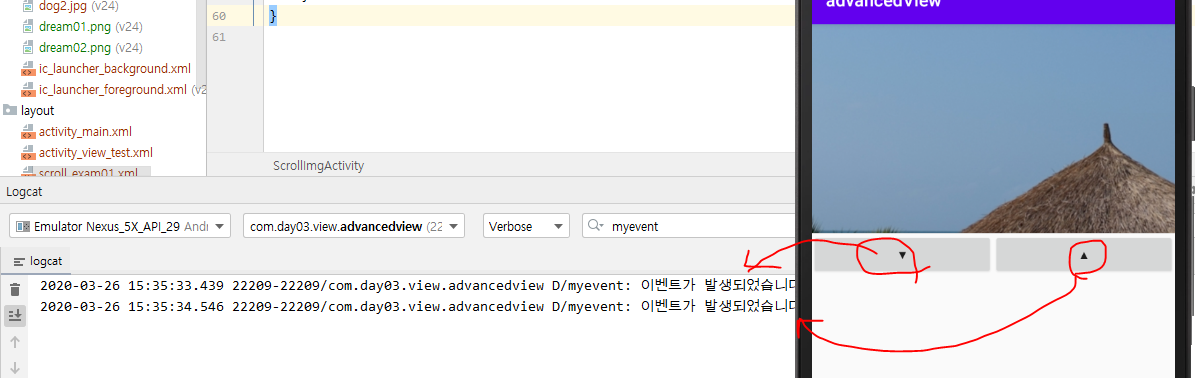 dog2.jpg (v24)
dream01.png (v24)
dream02.png (v24)
ic_launcher_background.xml
ic_launcher_foreground.xml (v2
layout
activity_main.xml
activity_view_test.xml
scroll_exam01.xml
60 }
61
ScrollImgActivity
advancedView
Logcat
Emulator Nexus_5X_API_29 Andr
com.day03.view.advancedview (22
Verbose
myevent
logcat
2020-03-26 15:35:33.439 22209-22209/com.day03.view.advancedview D/myevent: 이벤트가 발생되었습니다
2020-03-26 15:35:34.546 22209-22209/com.day03.view.advancedview D/myevent: 이벤트가 발생되었습니다
▼
▲